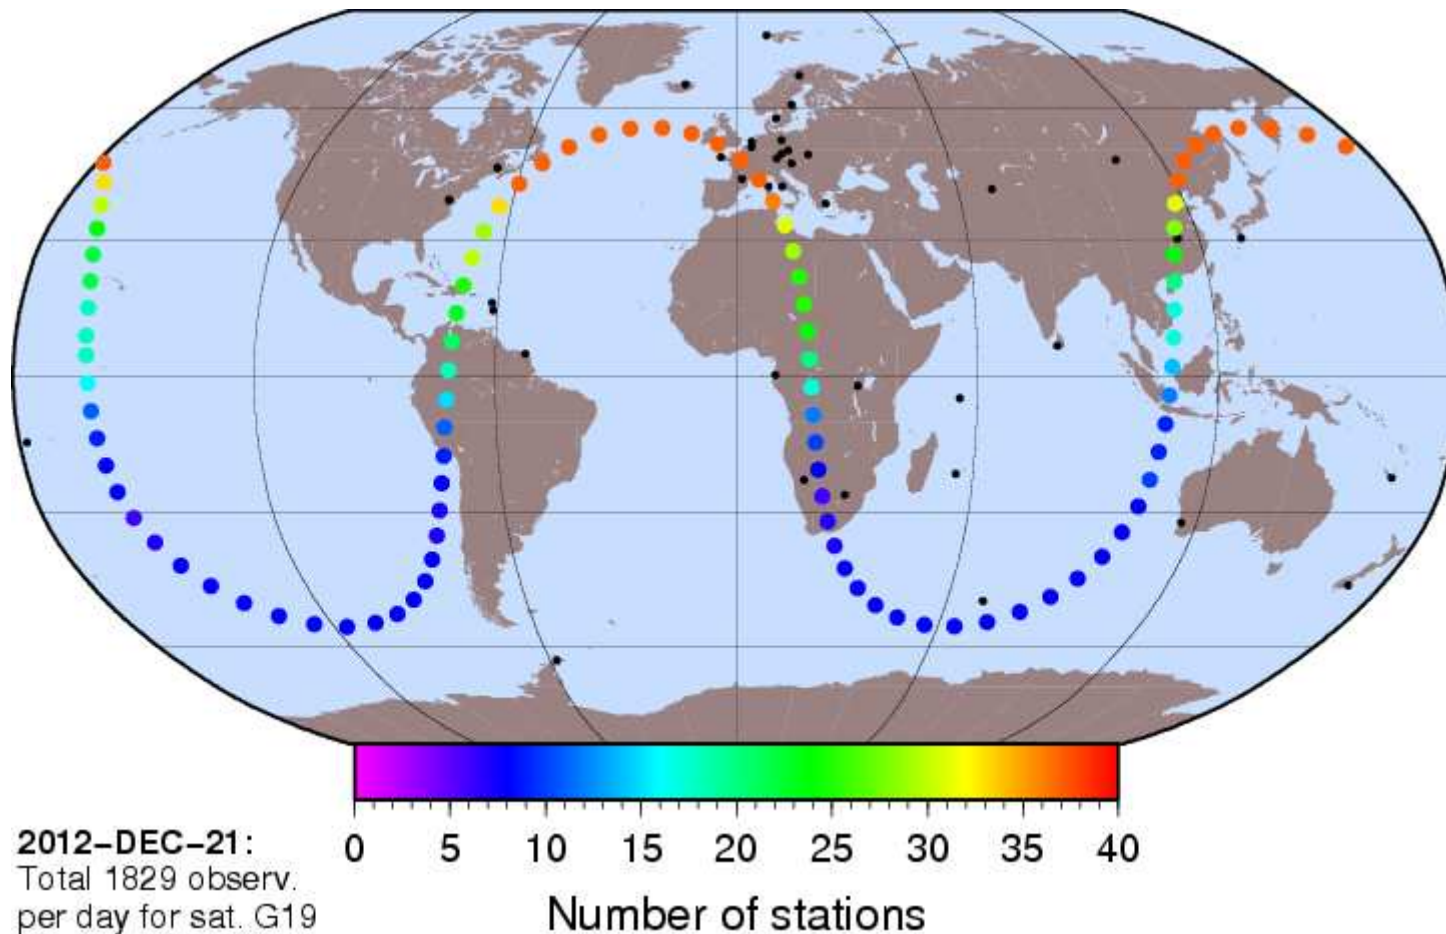 0 5 10 15 20 25 30 35 40
Number of stations
2012-DEC-21:
Total 1829 observ.
per day for sat. G19